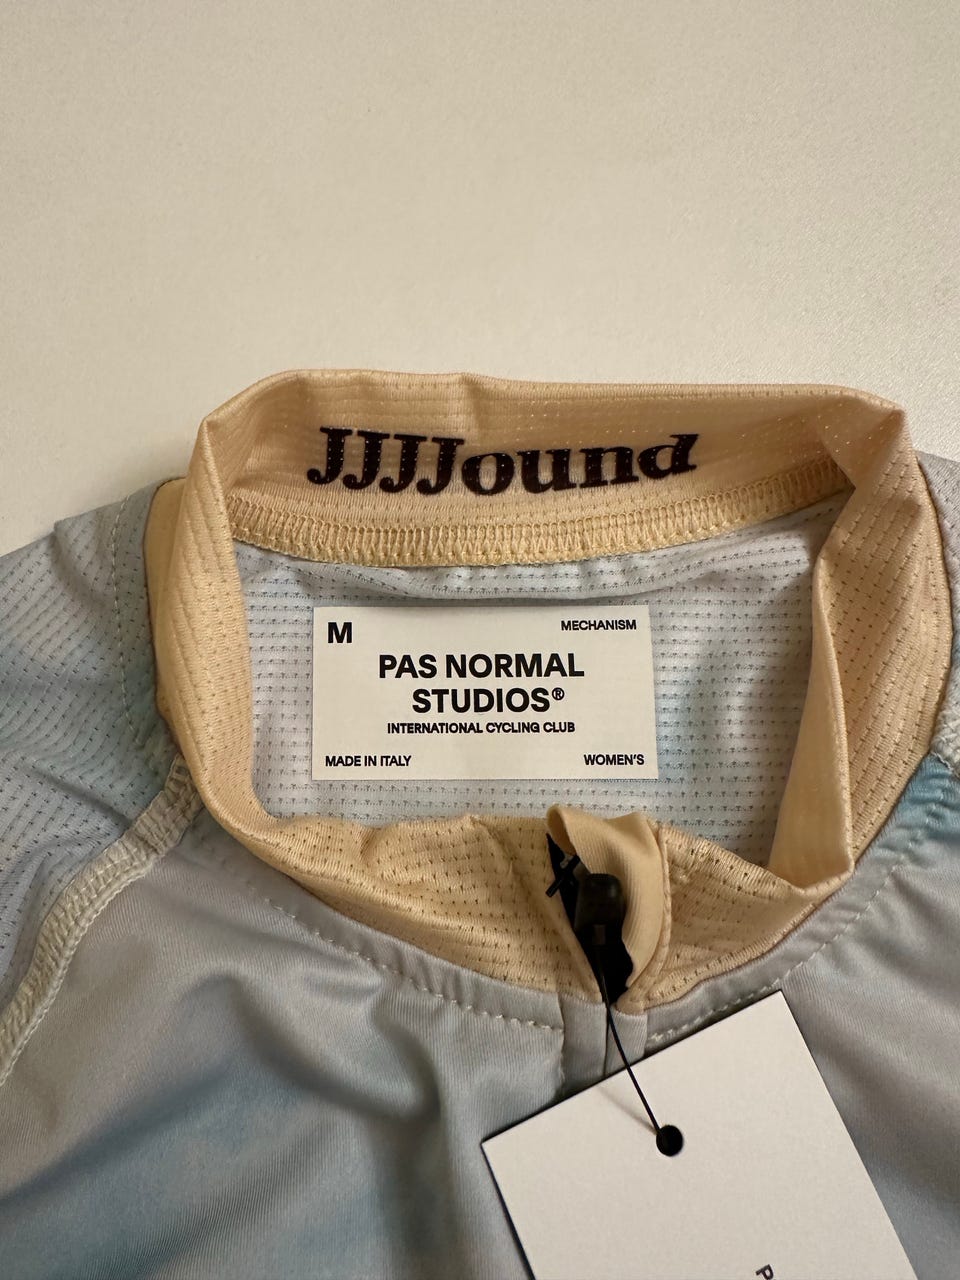 JJJJound
M
MECHANISM
PAS NORMAL
STUDIOS®
INTERNATIONAL CYCLING CLUB
MADE IN ITALY
WOMEN'S
P